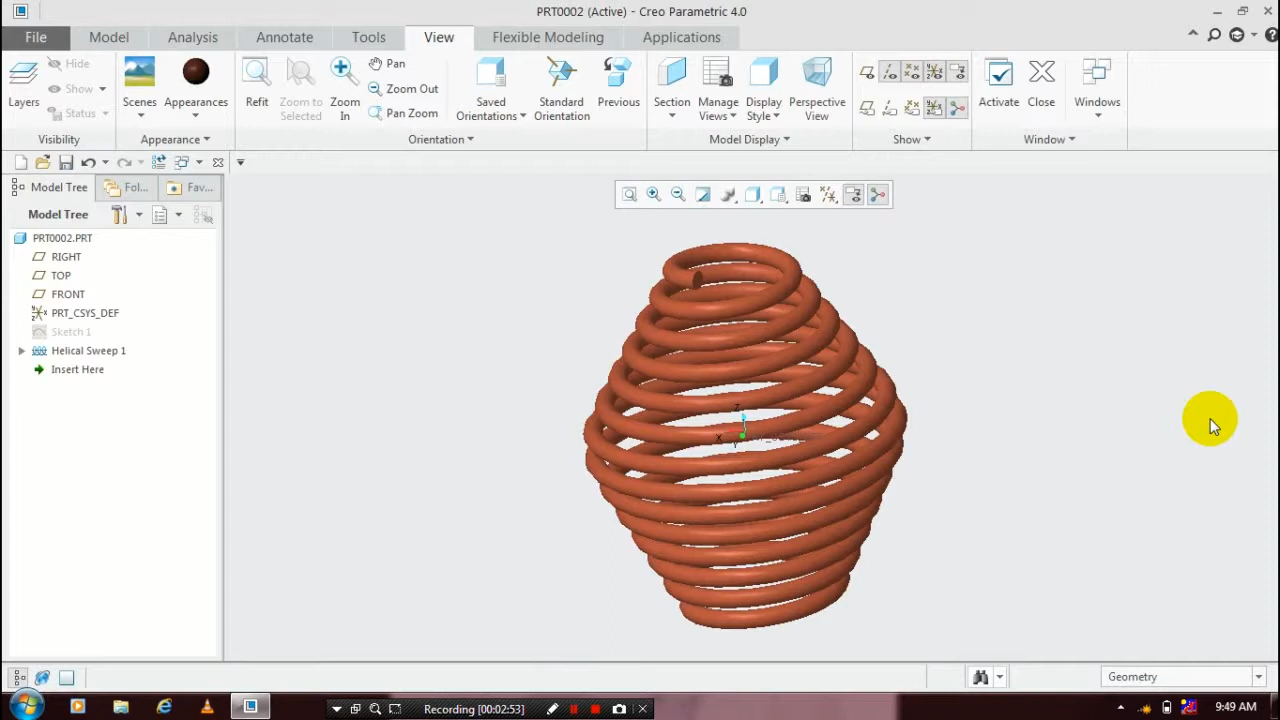 PRT0002 (Active) - Creo Parametric 4.0
File Model Analysis Annotate Tools View Flexible Modeling Applications
Layers
Hide
Show
Status
Visibility
Scenes
Appearances
Appearance
Refit
Zoom to Selected
Zoom In
Pan
Zoom Out
Pan Zoom
Saved Orientations
Standard Orientation
Previous
Orientation
Section
Manage Views
Display Style
Perspective View
Model Display
Show
Activate
Close
Windows
Window
Model Tree Fol... Fav...
Model Tree
PRT0002.PRT
RIGHT
TOP
FRONT
PRT_CSYS_DEF
Sketch 1
Helical Sweep 1
Insert Here
Z
X
Y
Geometry
Recording [00:02:53]
9:49 AM